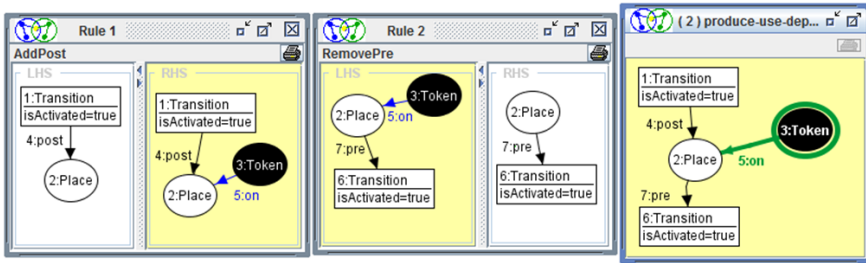 Rule 1
AddPost
LHS
1:Transition
isActivated=true
4:post
2:Place
RHS
1:Transition
isActivated=true
4:post
3:Token
2:Place
5:on
Rule 2
RemovePre
LHS
3:Token
2:Place
5:on
7:pre
6:Transition
isActivated=true
RHS
2:Place
7:pre
6:Transition
isActivated=true
( 2 ) produce-use-dep...
1:Transition
isActivated=true
4:post
3:Token
2:Place
5:on
7:pre
6:Transition
isActivated=true